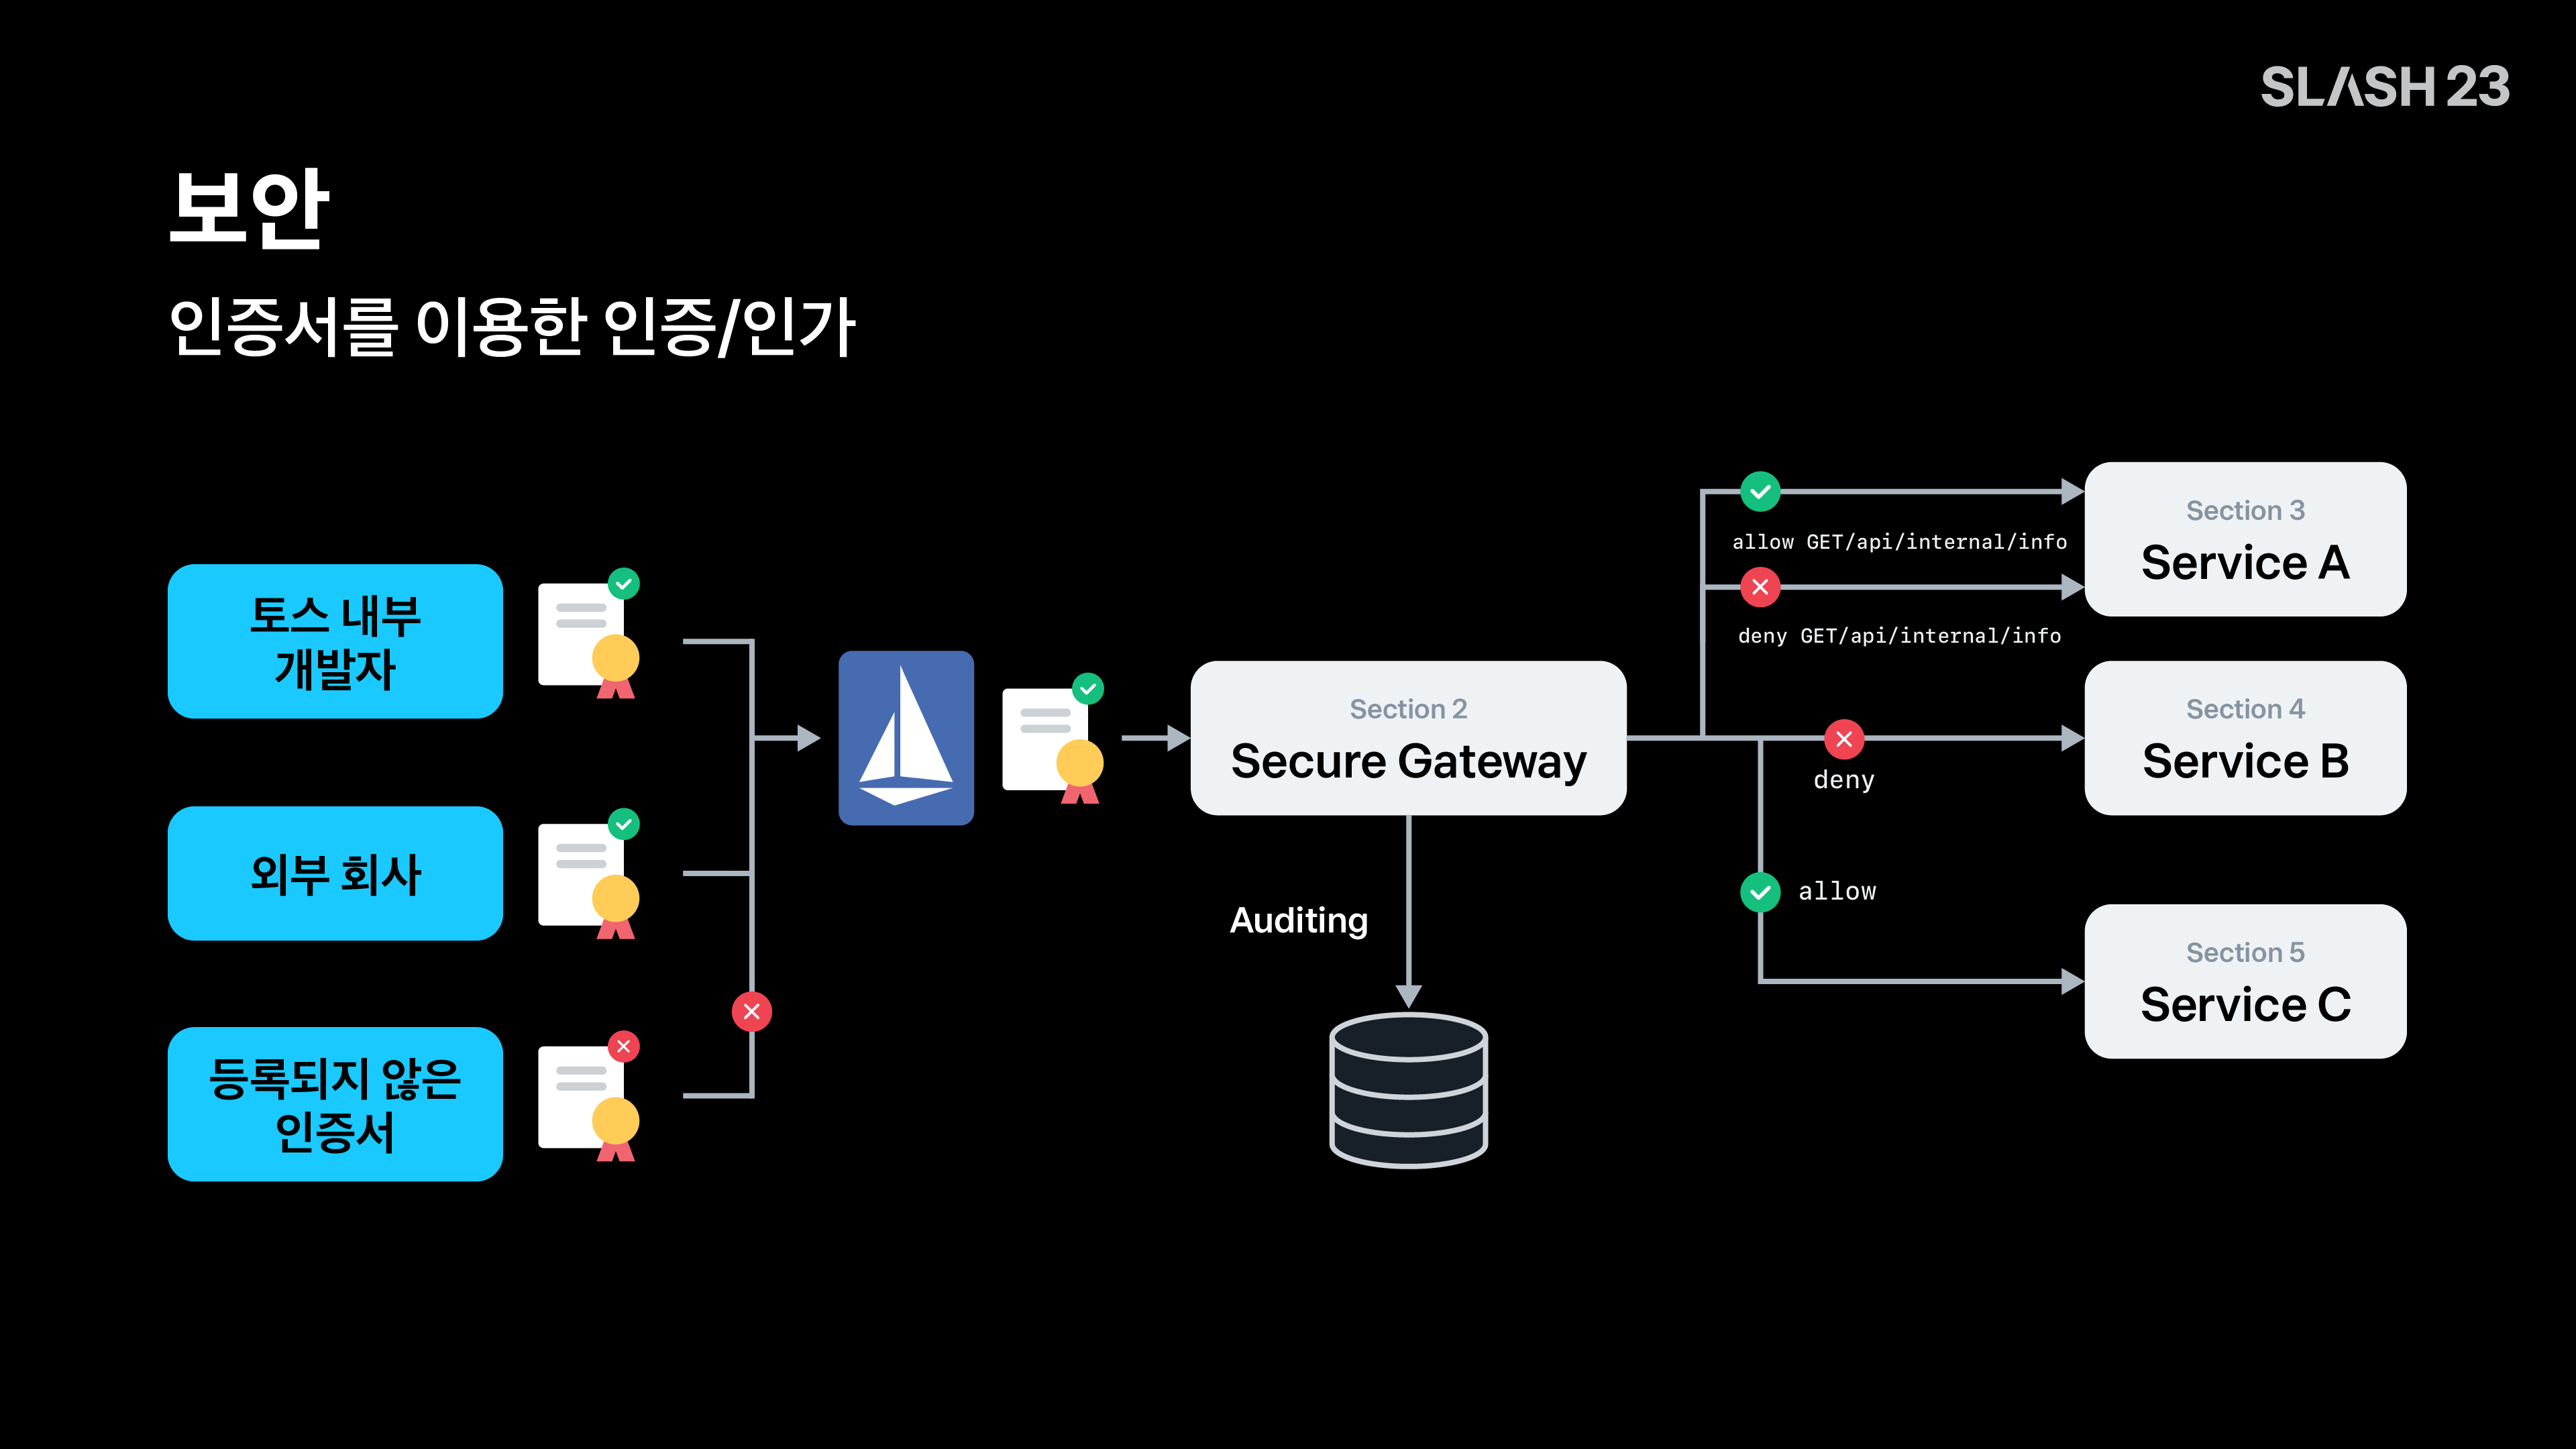 SLASH 23
보안
인증서를 이용한 인증/인가
토스 내부
개발자
외부 회사
등록되지 않은
인증서
Section 2
Secure Gateway
Auditing
allow GET/api/internal/info
deny GET/api/internal/info
deny
allow
Section 3
Service A
Section 4
Service B
Section 5
Service C